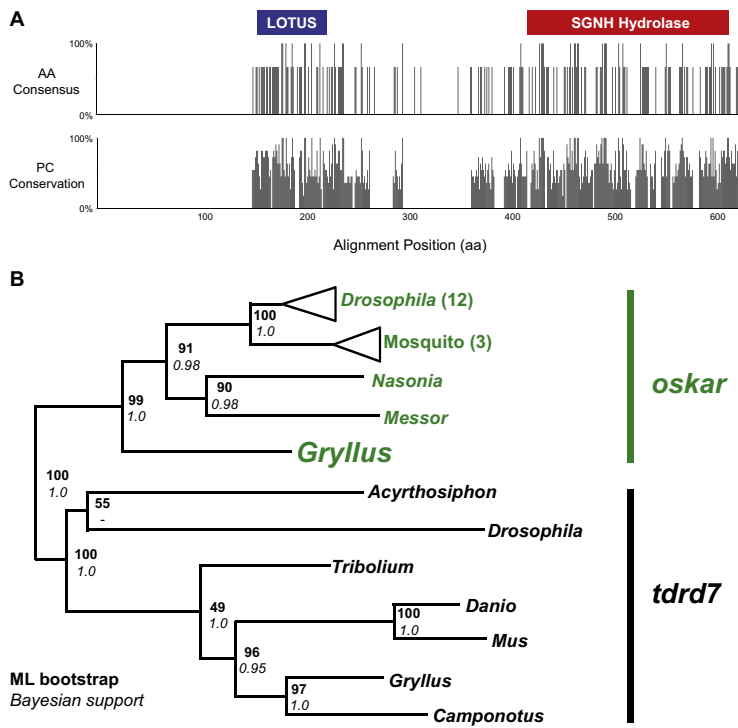 A
LOTUS
SGNH Hydrolase
100%
AA
Consensus
0%
100%
PC
Conservation
0%
100
200
300
400
500
600
Alignment Position (aa)
B
Drosophila (12)
100
1.0
Mosquito (3)
91
0.98
Nasonia
90
0.98
Messor
99
1.0
Gryllus
oskar
100
1.0
Acyrthosiphon
55
-
Drosophila
100
1.0
Tribolium
tdrd7
Danio
49
1.0
100
1.0
Mus
96
0.95
Gryllus
97
1.0
Camponotus
ML bootstrap
Bayesian support